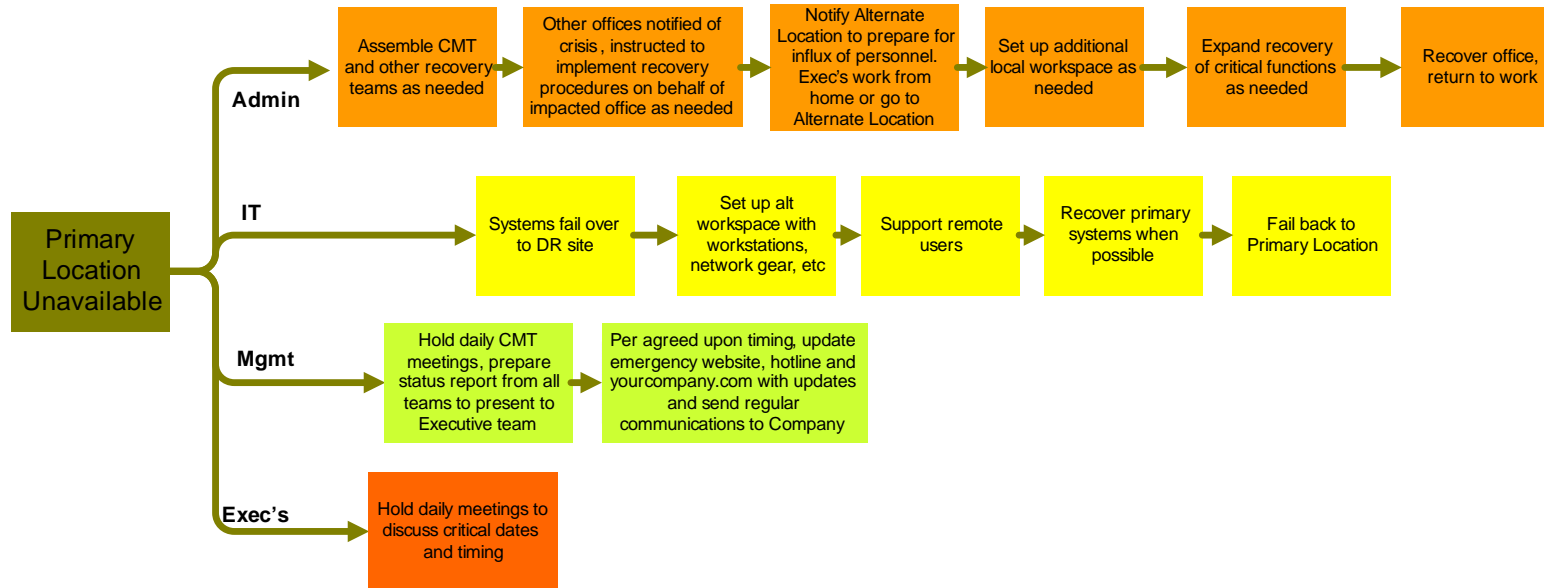 Primary
Location
Unavailable
Admin
Assemble CMT
and other recovery
teams as needed
Other offices notified of
crisis, instructed to
implement recovery
procedures on behalf of
impacted office as needed
Notify Alternate
Location to prepare for
influx of personnel.
Exec's work from
home or go to
Alternate Location
Set up additional
local workspace as
needed
Expand recovery
of critical functions
as needed
Recover office,
return to work
IT
Systems fail over
to DR site
Set up alt
workspace with
workstations,
network gear, etc
Support remote
users
Recover primary
systems when
possible
Fail back to
Primary Location
Mgmt
Hold daily CMT
meetings, prepare
status report from all
teams to present to
Executive team
Per agreed upon timing, update
emergency website, hotline and
yourcompany.com with updates
and send regular
communications to Company
Exec's
Hold daily meetings to
discuss critical dates
and timing